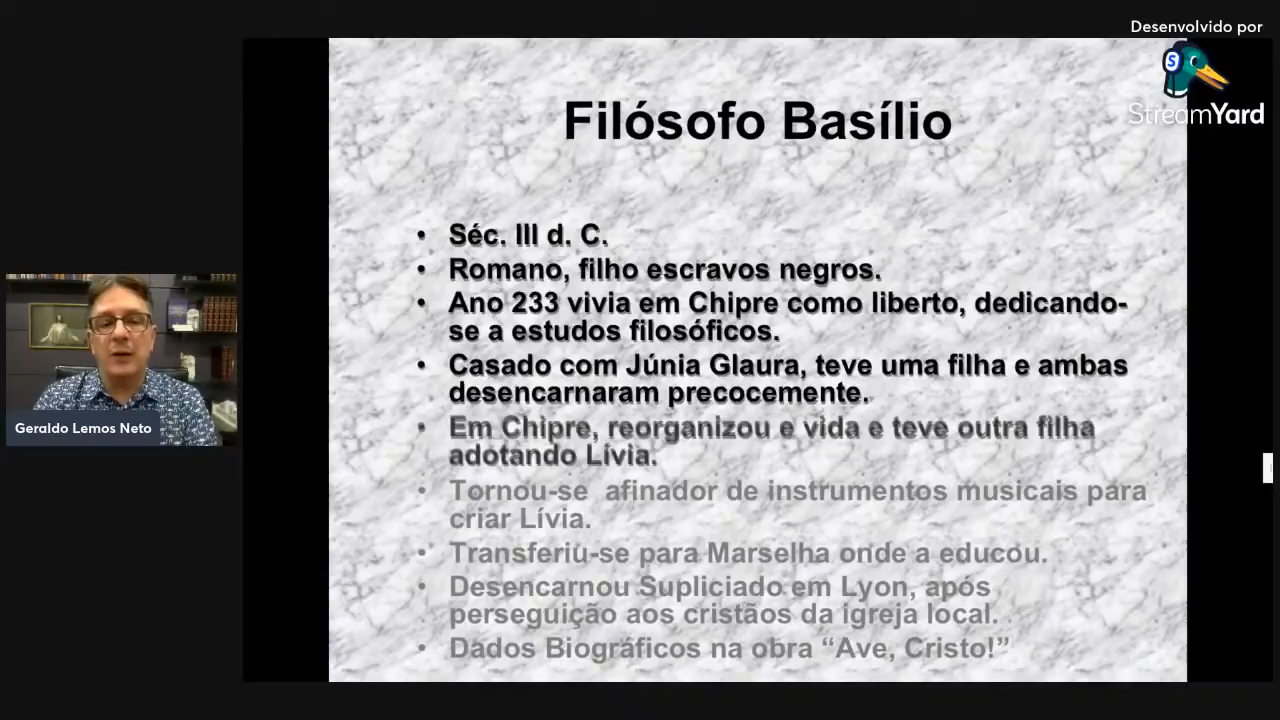 Desenvolvido por
StreamYard
Filósofo Basílio
• Séc. III d. C.
• Romano, filho escravos negros.
• Ano 233 vivia em Chipre como liberto, dedicando-
se a estudos filosóficos.
• Casado com Júnia Glaura, teve uma filha e ambas
desencarnaram precocemente.
• Em Chipre, reorganizou e vida e teve outra filha
adotando Lívia.
• Tornou-se afinador de instrumentos musicais para
criar Lívia.
• Transferiu-se para Marselha onde a educou.
• Desencarnou Supliciado em Lyon, após
perseguição aos cristãos da igreja local.
• Dados Biográficos na obra “Ave, Cristo!”
Geraldo Lemos Neto